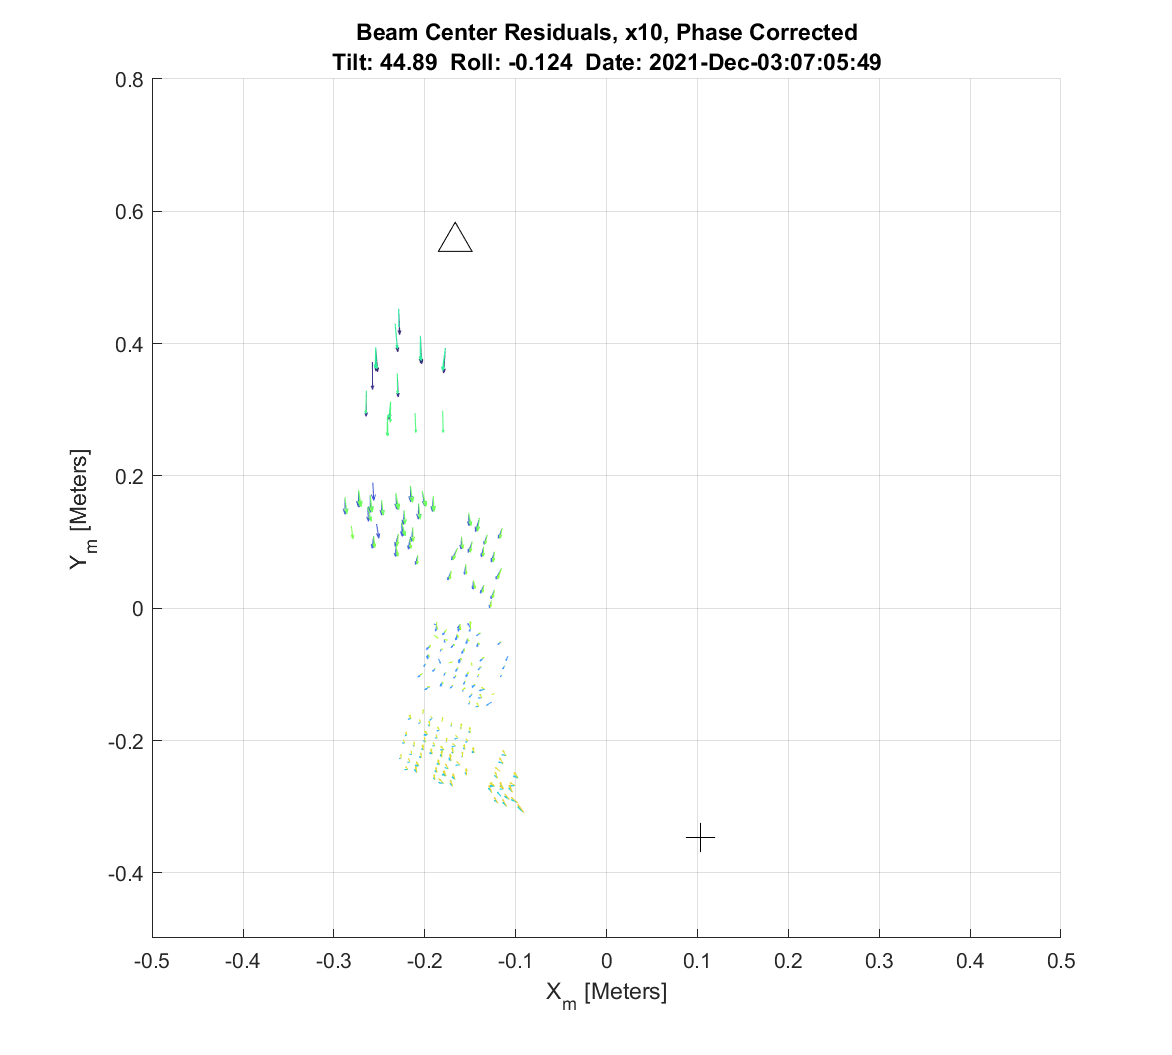 Beam Center Residuals, x10, Phase Corrected
Tilt: 44.89 Roll: -0.124 Date: 2021-Dec-03:07:05:49
0.8
0.6
0.4
0.2
0
-0.2
-0.4
Y_m [Meters]
-0.5 -0.4 -0.3 -0.2 -0.1 0 0.1 0.2 0.3 0.4 0.5
X_m [Meters]